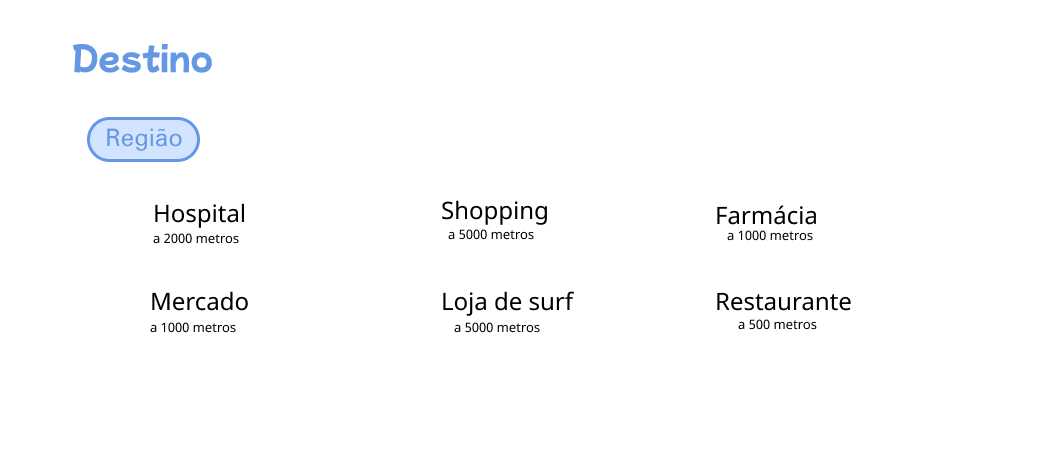 Destino
Região
Hospital
a 2000 metros
Shopping
a 5000 metros
Farmácia
a 1000 metros
Mercado
a 1000 metros
Loja de surf
a 5000 metros
Restaurante
a 500 metros